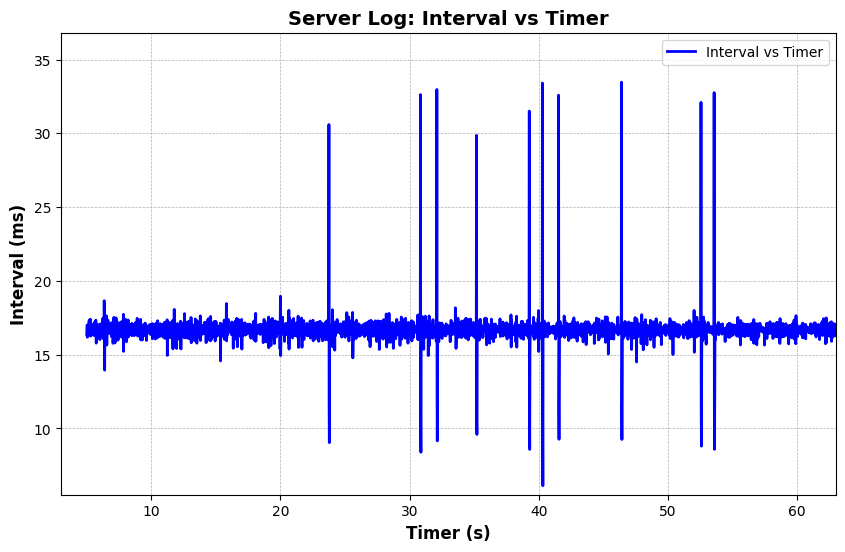 Server Log: Interval vs Timer
Interval vs Timer
Interval (ms)
35
30
25
20
15
10
10 20 30 40 50 60
Timer (s)